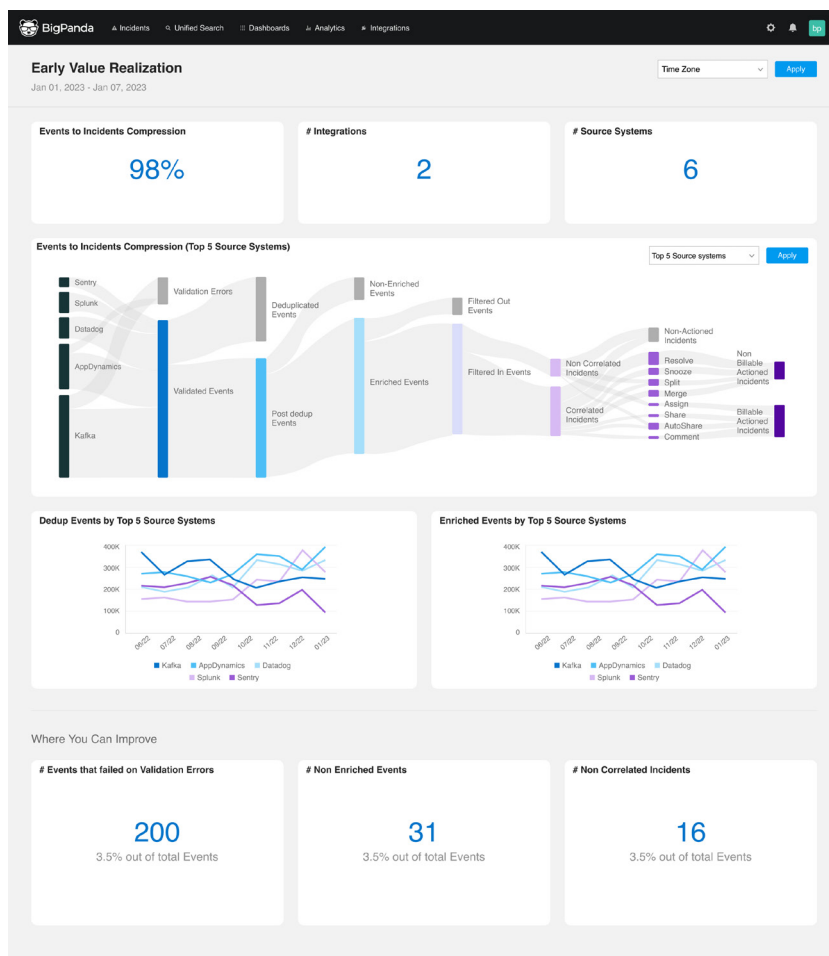 BigPanda
Incidents
Unified Search
Dashboards
Analytics
Integrations
bp
Early Value Realization
Jan 01, 2023 - Jan 07, 2023
Time Zone
Apply
Events to Incidents Compression
98%
# Integrations
2
# Source Systems
6
Events to Incidents Compression (Top 5 Source Systems)
Top 5 Source systems
Apply
Sentry
Splunk
Datadog
AppDynamics
Kafka
Validation Errors
Validated Events
Deduplicated
Events
Post dedup
Events
Non-Enriched
Events
Enriched Events
Filtered Out
Events
Filtered In Events
Non Correlated
Incidents
Correlated
Incidents
Non-Actioned
Incidents
Resolve
Snooze
Split
Merge
Assign
Share
AutoShare
Comment
Non
Billable
Actioned
Incidents
Billable
Actioned
Incidents
Dedup Events by Top 5 Source Systems
400K
300K
200K
100K
0
06/22
07/22
08/22
09/22
10/22
11/22
12/22
01/23
Kafka
AppDynamics
Datadog
Splunk
Sentry
Enriched Events by Top 5 Source Systems
400K
300K
200K
100K
0
06/22
07/22
08/22
09/22
10/22
11/22
12/22
01/23
Kafka
AppDynamics
Datadog
Splunk
Sentry
Where You Can Improve
# Events that failed on Validation Errors
200
3.5% out of total Events
# Non Enriched Events
31
3.5% out of total Events
# Non Correlated Incidents
16
3.5% out of total Events